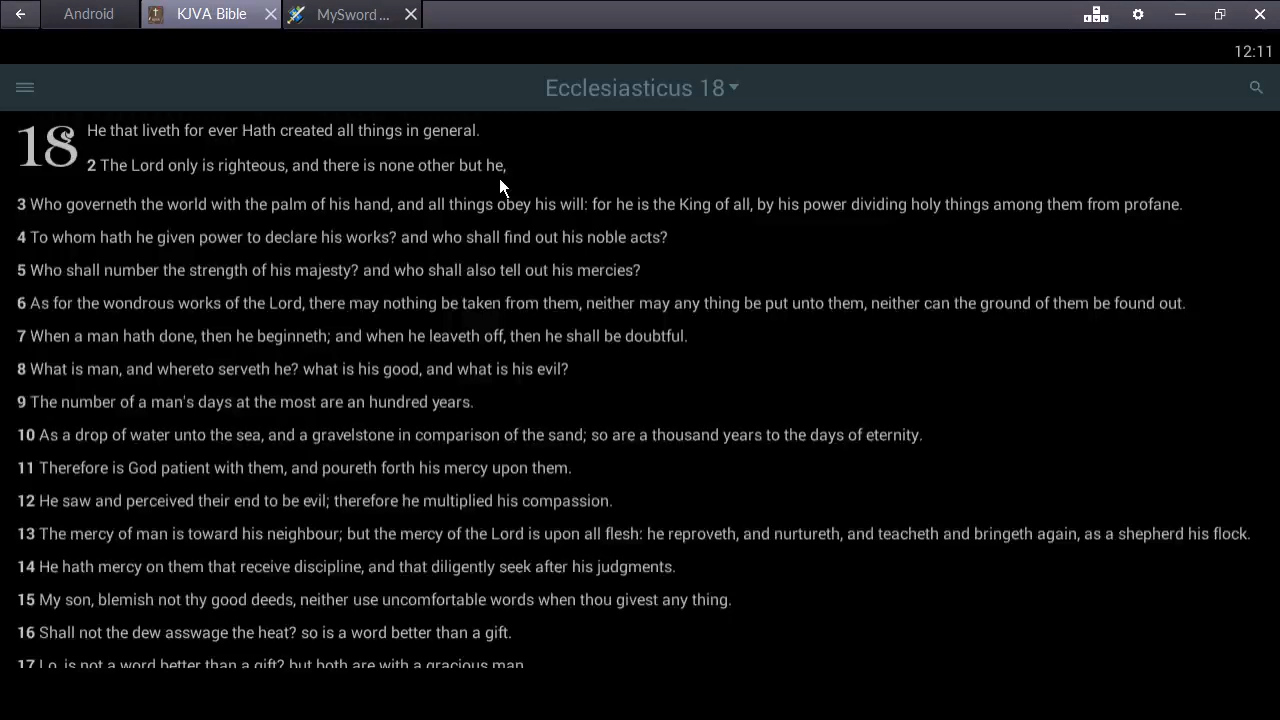 Android
KJVA Bible
MySword ...
12:11
Ecclesiasticus 18
18 He that liveth for ever Hath created all things in general.
2 The Lord only is righteous, and there is none other but he,
3 Who governeth the world with the palm of his hand, and all things obey his will: for he is the King of all, by his power dividing holy things among them from profane.
4 To whom hath he given power to declare his works? and who shall find out his noble acts?
5 Who shall number the strength of his majesty? and who shall also tell out his mercies?
6 As for the wondrous works of the Lord, there may nothing be taken from them, neither may any thing be put unto them, neither can the ground of them be found out.
7 When a man hath done, then he beginneth; and when he leaveth off, then he shall be doubtful.
8 What is man, and whereto serveth he? what is his good, and what is his evil?
9 The number of a man's days at the most are an hundred years.
10 As a drop of water unto the sea, and a gravelstone in comparison of the sand; so are a thousand years to the days of eternity.
11 Therefore is God patient with them, and poureth forth his mercy upon them.
12 He saw and perceived their end to be evil; therefore he multiplied his compassion.
13 The mercy of man is toward his neighbour; but the mercy of the Lord is upon all flesh: he reproveth, and nurtureth, and teacheth and bringeth again, as a shepherd his flock.
14 He hath mercy on them that receive discipline, and that diligently seek after his judgments.
15 My son, blemish not thy good deeds, neither use uncomfortable words when thou givest any thing.
16 Shall not the dew asswage the heat? so is a word better than a gift.
17 Lo, is not a word better than a gift? but both are with a gracious man.